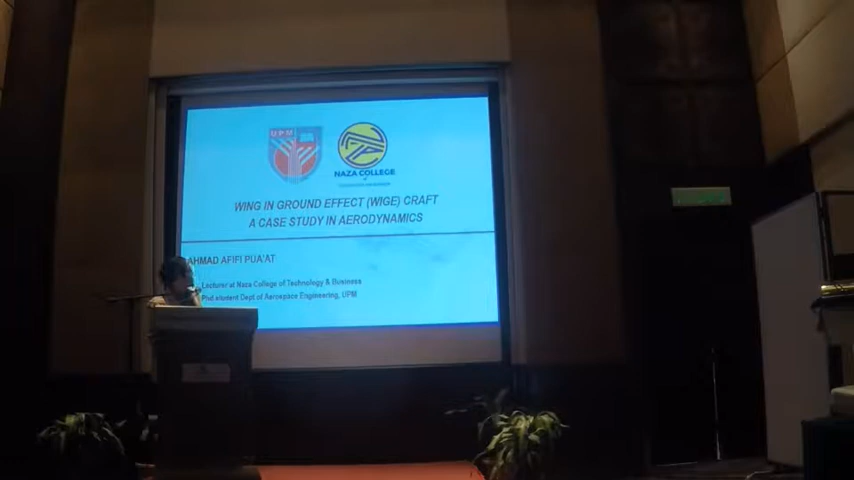 UPM
NAZA COLLEGE
WING IN GROUND EFFECT (WIGE) CRAFT
A CASE STUDY IN AERODYNAMICS
AHMAD AFIFI PUA'AT
Lecturer at Naza College of Technology & Business
Phd student Dept of Aerospace Engineering, UPM